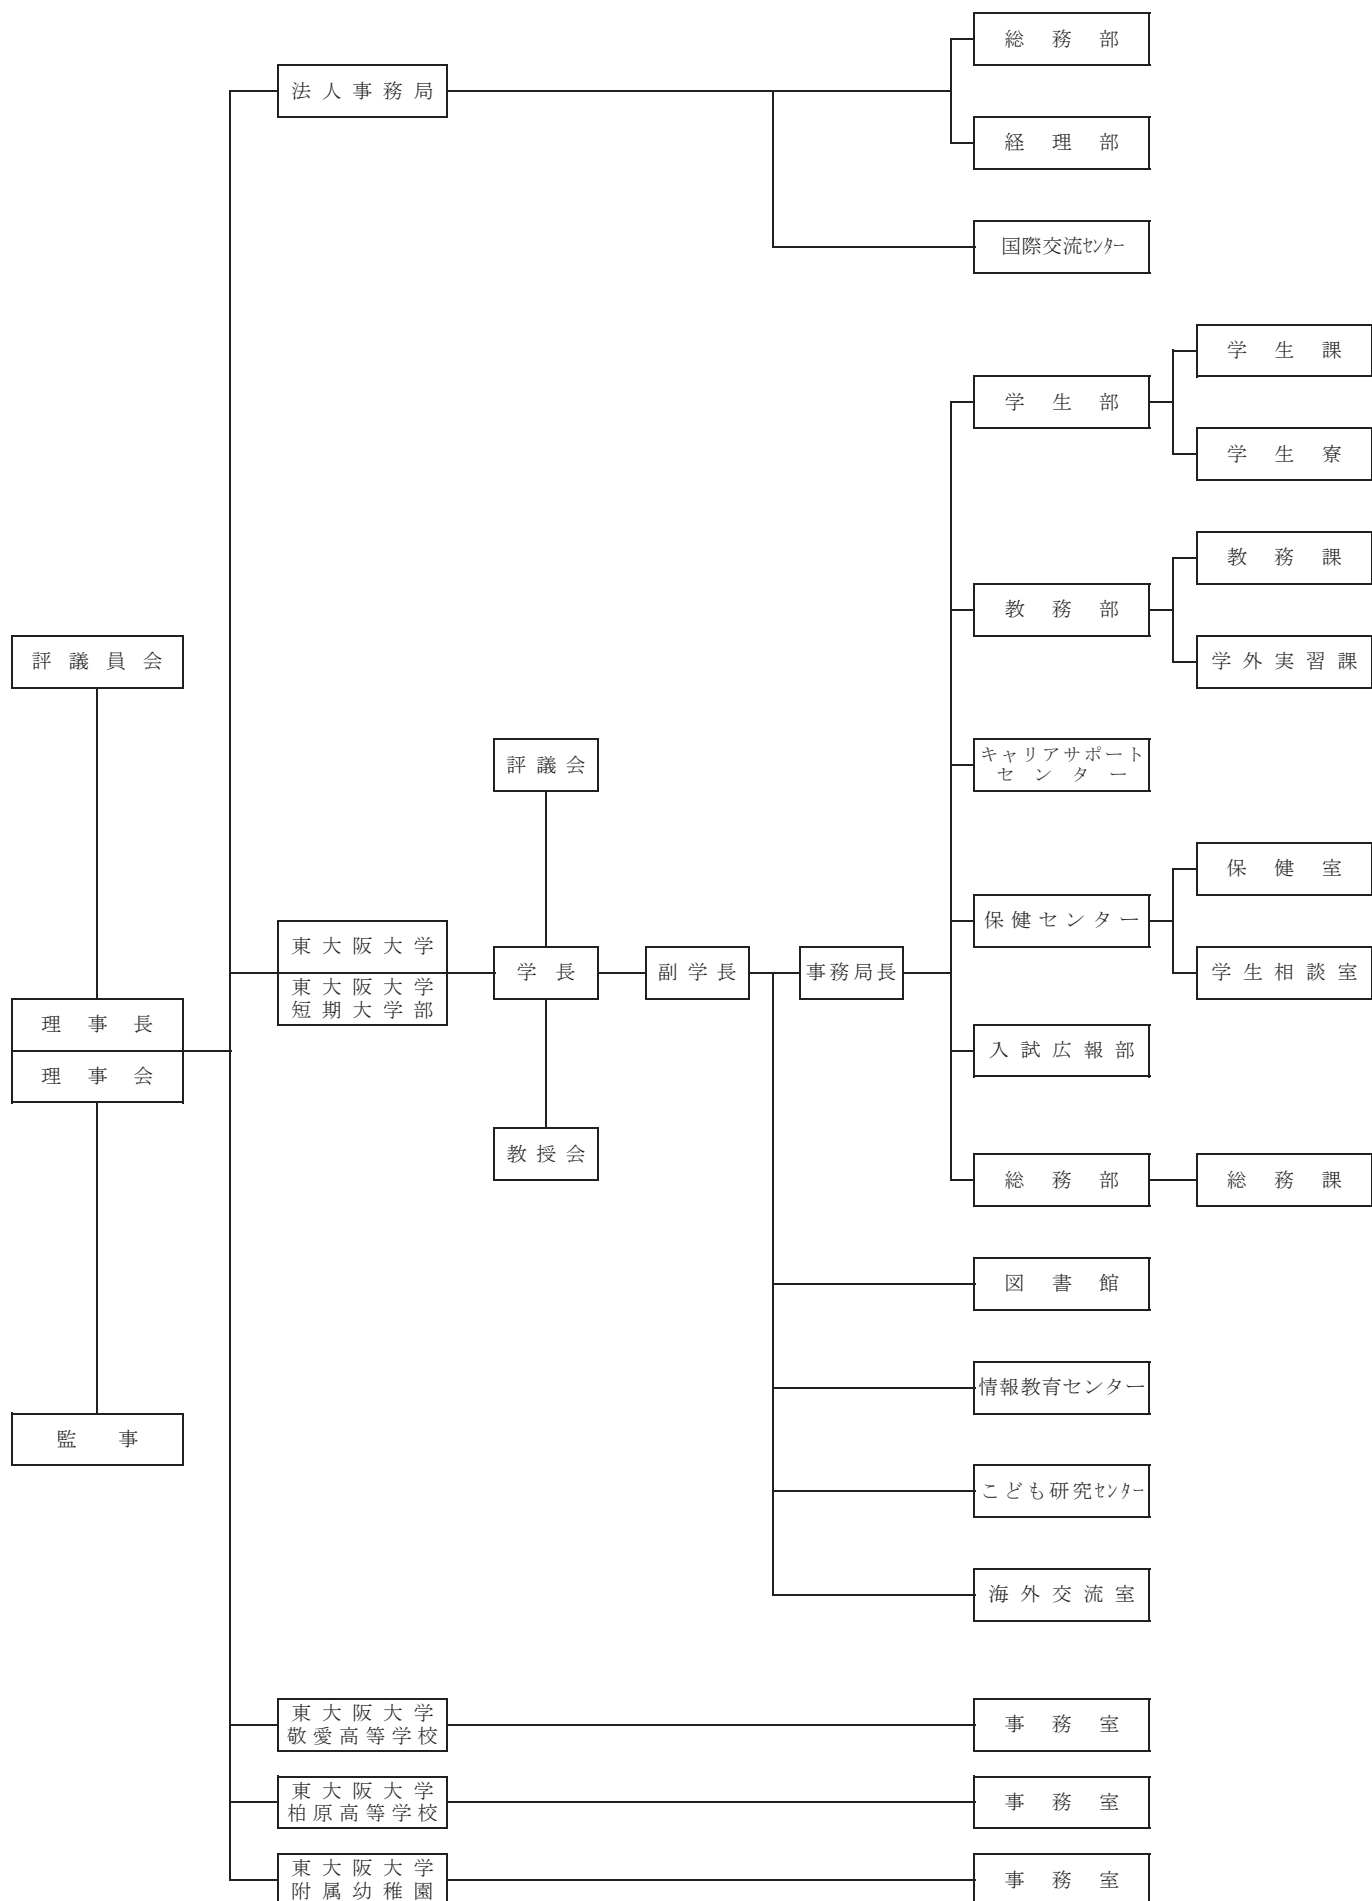 総務部
法人事務局
経理部
国際交流センター
学生課
学生部
学生寮
教務課
教務部
学外実習課
評議員会
評議会
キャリアサポート
センター
保健室
保健センター
学生相談室
東大阪大学
東大阪大学
短期大学部
学長
副学長
事務局長
理事長
理事会
入試広報部
教授会
総務部
総務課
図書館
情報教育センター
監事
こども研究センター
海外交流室
東大阪大学
敬愛高等学校
事務室
東大阪大学
柏原高等学校
事務室
東大阪大学
附属幼稚園
事務室